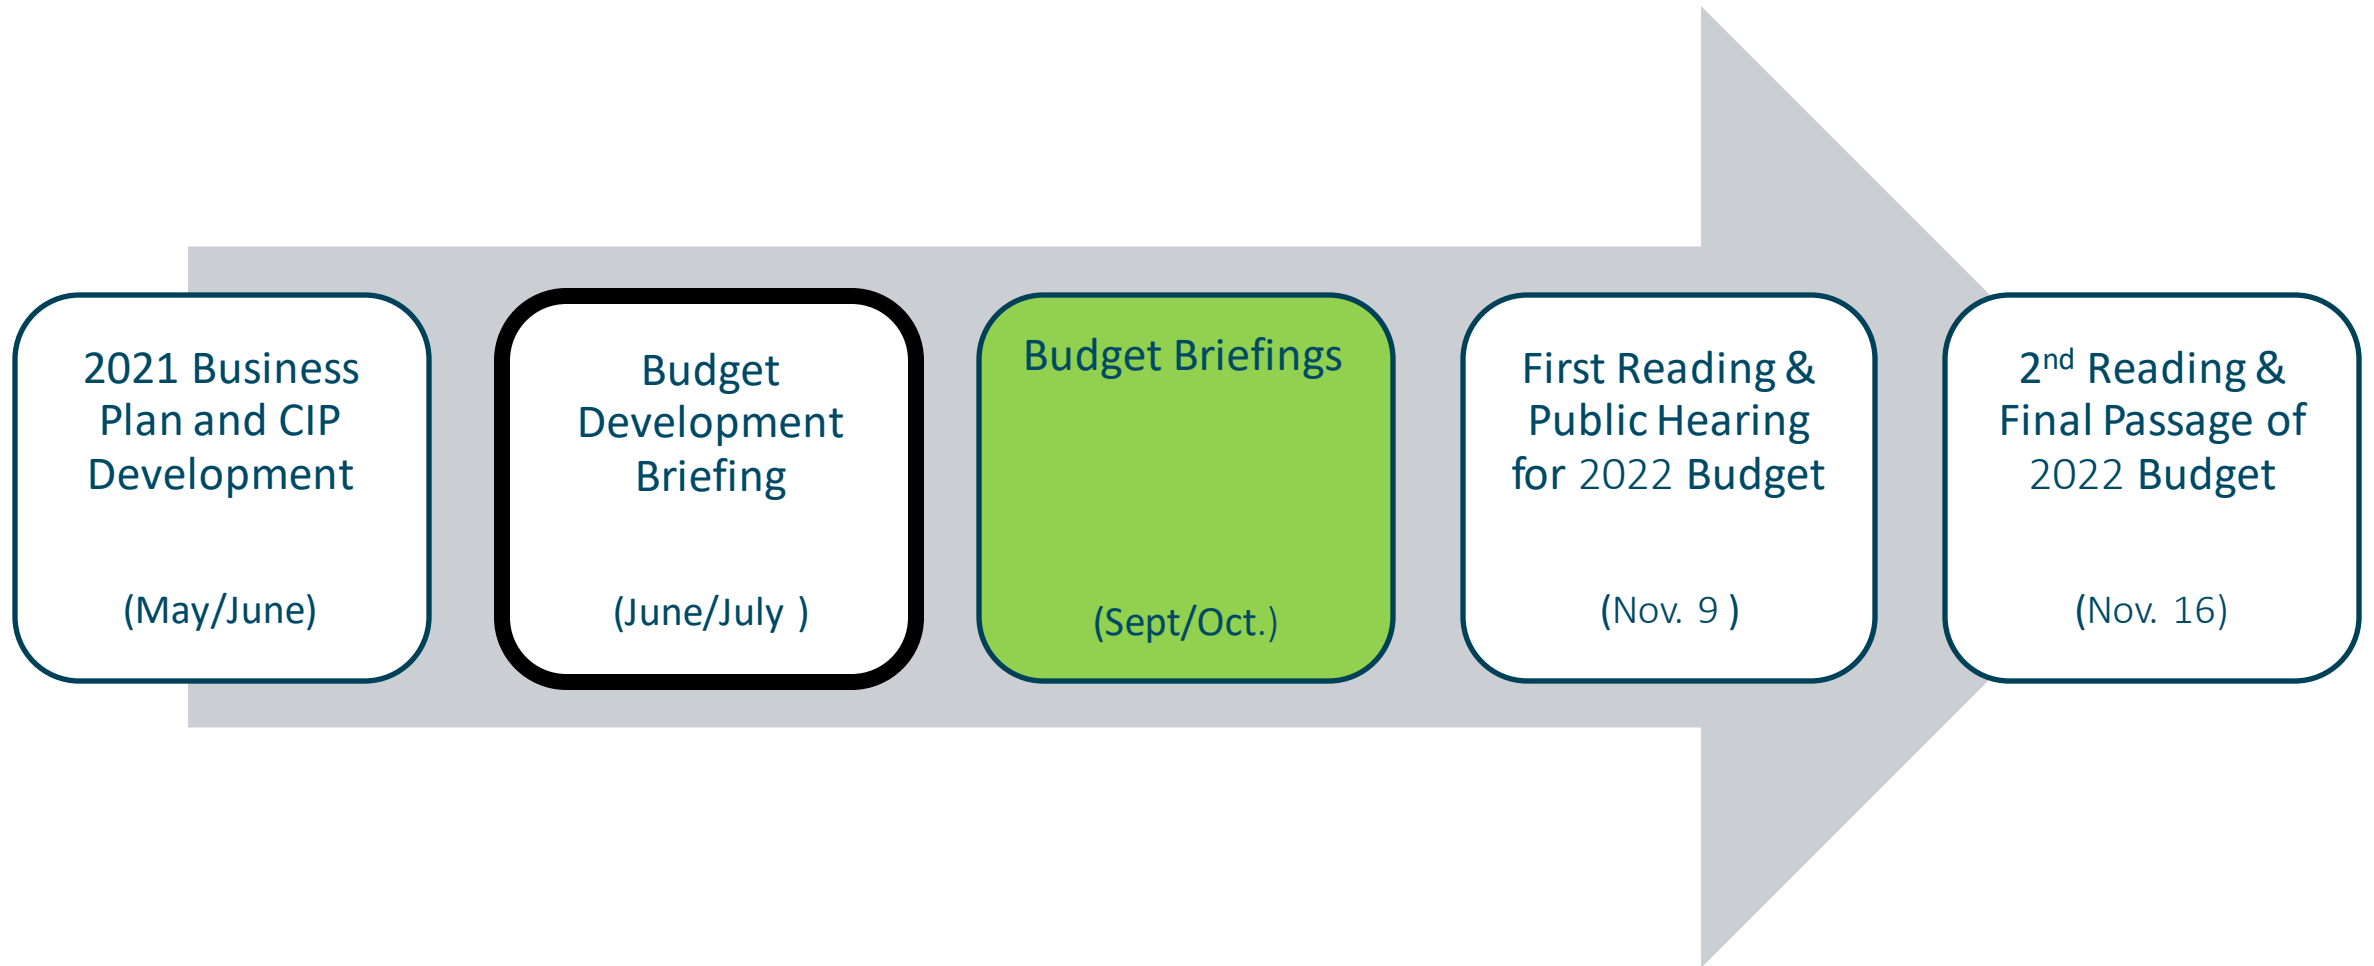 2021 Business
Plan and CIP
Development
(May/June)
Budget
Development
Briefing
(June/July )
Budget Briefings
(Sept/Oct.)
First Reading &
Public Hearing
for 2022 Budget
(Nov. 9 )
2nd Reading &
Final Passage of
2022 Budget
(Nov. 16)